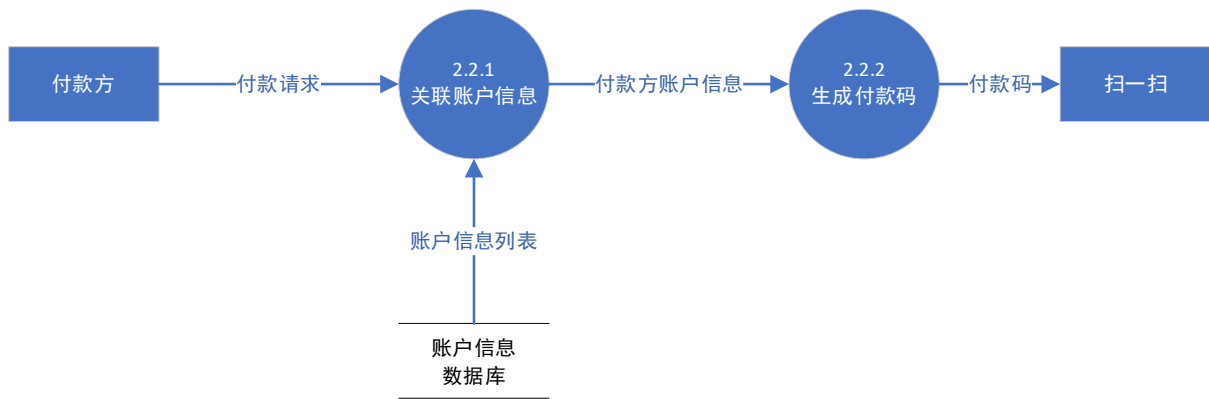 付款方
付款请求
2.2.1
关联账户信息
付款方账户信息
2.2.2
生成付款码
付款码
扫一扫
账户信息列表
账户信息
数据库